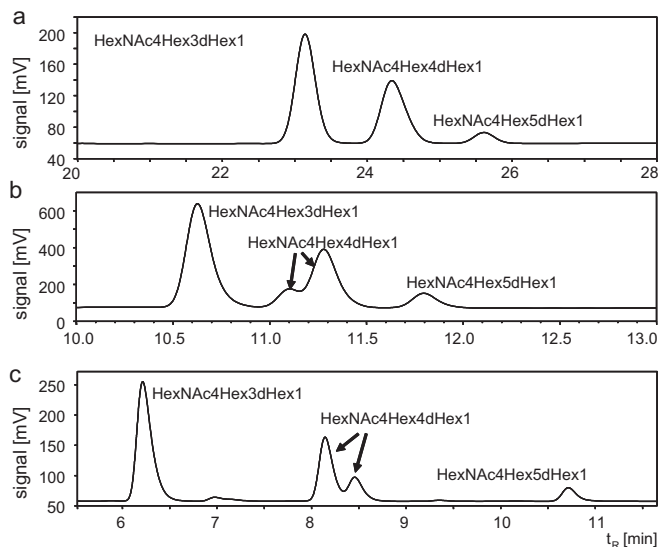 a
signal [mV]
200
160
120
80
40
HexNAc4Hex3dHex1
HexNAc4Hex4dHex1
HexNAc4Hex5dHex1
20 22 24 26 28
b
signal [mV]
600
400
200
0
HexNAc4Hex3dHex1
HexNAc4Hex4dHex1
HexNAc4Hex5dHex1
10.0 10.5 11.0 11.5 12.0 12.5 13.0
c
signal [mV]
250
200
150
100
50
HexNAc4Hex3dHex1
HexNAc4Hex4dHex1
HexNAc4Hex5dHex1
6 7 8 9 10 11
tR [min]